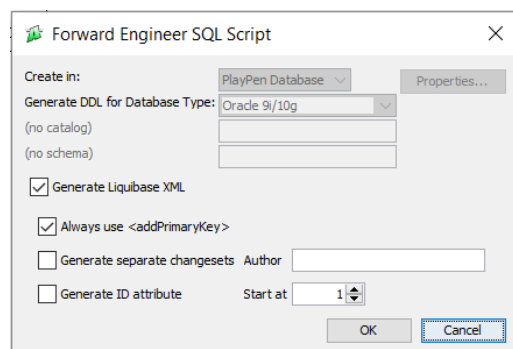 Forward Engineer SQL Script
Create in: PlayPen Database Properties...
Generate DDL for Database Type: Oracle 9i/10g
(no catalog)
(no schema)
Generate Liquibase XML
Always use <addPrimaryKey>
Generate separate changesets Author
Generate ID attribute Start at 1
OK Cancel